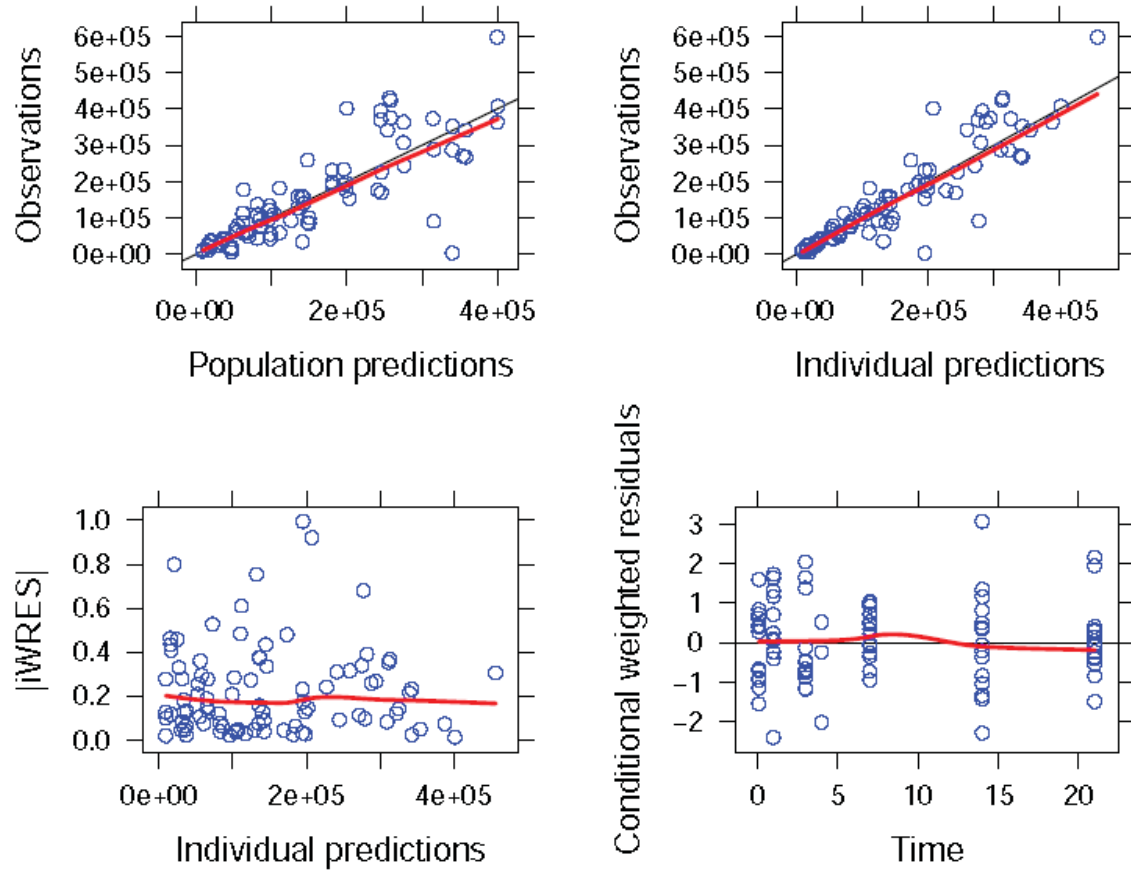 Observations
6e+05
5e+05
4e+05
3e+05
2e+05
1e+05
0e+00
0e+00 2e+05 4e+05
Population predictions
Observations
6e+05
5e+05
4e+05
3e+05
2e+05
1e+05
0e+00
0e+00 2e+05 4e+05
Individual predictions
|iWRES|
1.0
0.8
0.6
0.4
0.2
0.0
0e+00 2e+05 4e+05
Individual predictions
Conditional weighted residuals
3
2
1
0
-1
-2
0 5 10 15 20
Time